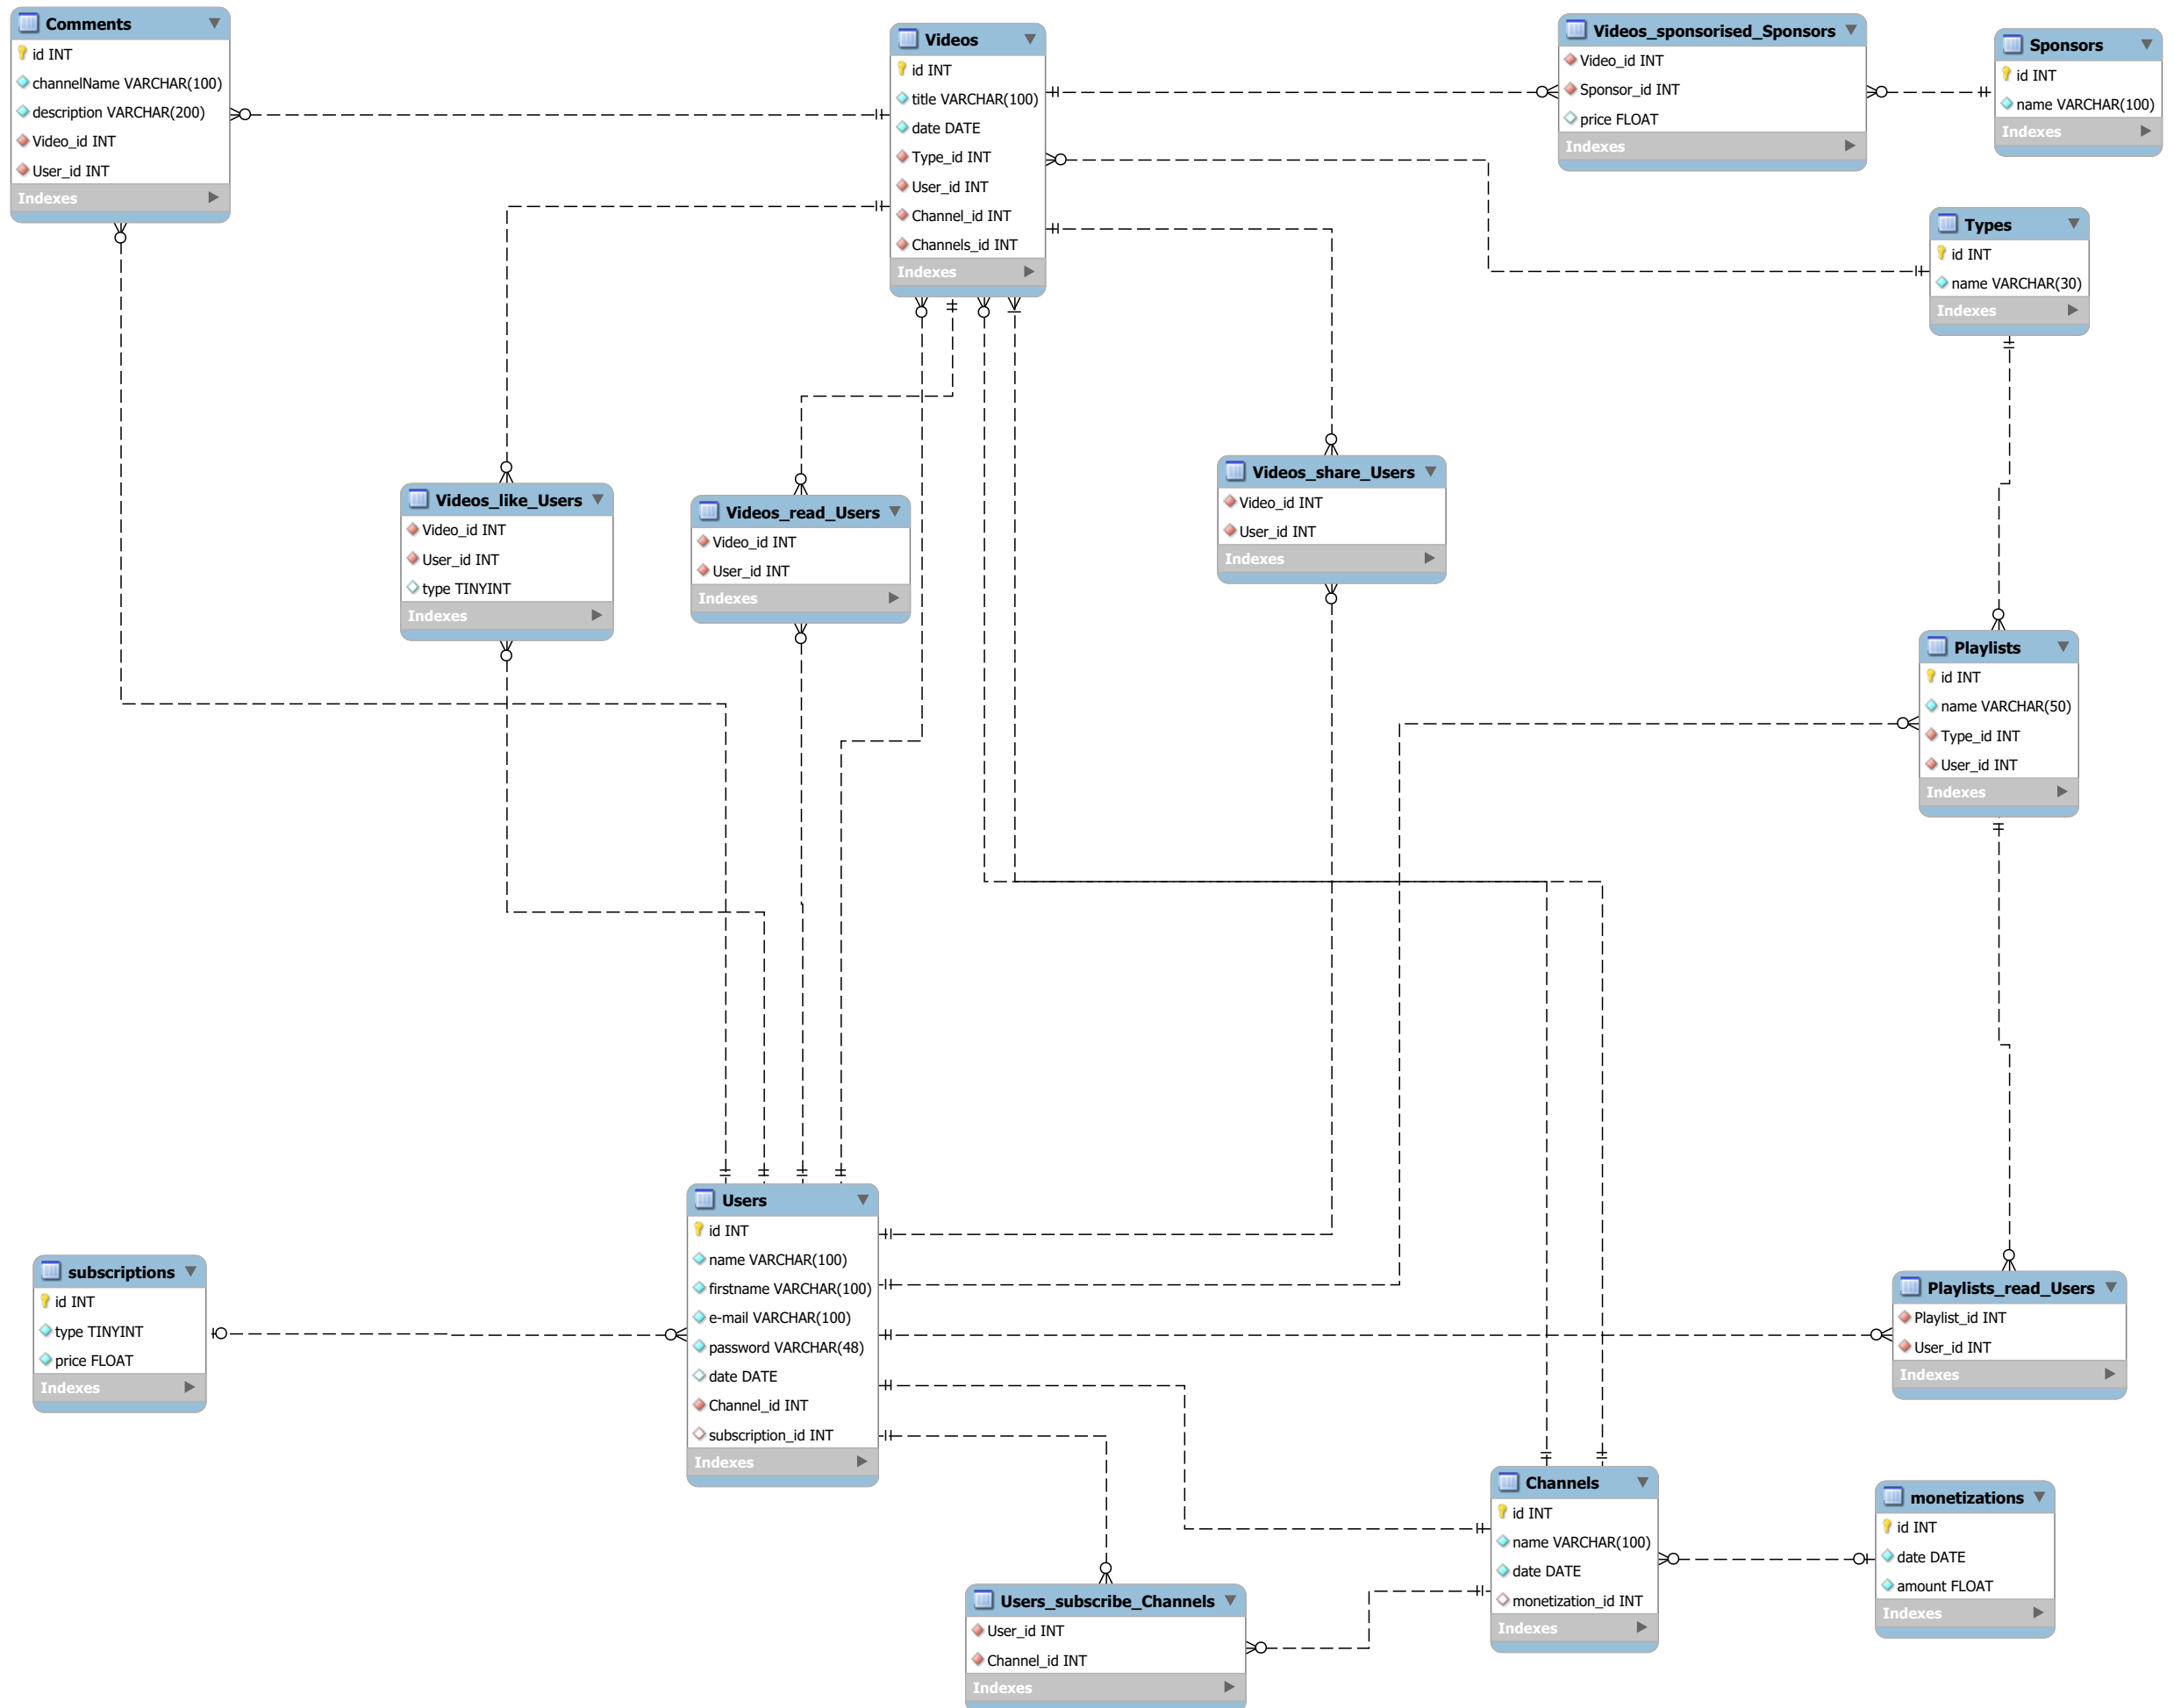 Comments
id INT
channelName VARCHAR(100)
description VARCHAR(200)
Video_id INT
User_id INT
Indexes
Videos
id INT
title VARCHAR(100)
date DATE
Type_id INT
User_id INT
Channel_id INT
Channels_id INT
Indexes
Videos_sponsorised_Sponsors
Video_id INT
Sponsor_id INT
price FLOAT
Indexes
Sponsors
id INT
name VARCHAR(100)
Indexes
Types
id INT
name VARCHAR(30)
Indexes
Videos_like_Users
Video_id INT
User_id INT
type TINYINT
Indexes
Videos_read_Users
Video_id INT
User_id INT
Indexes
Videos_share_Users
Video_id INT
User_id INT
Indexes
Playlists
id INT
name VARCHAR(50)
Type_id INT
User_id INT
Indexes
subscriptions
id INT
type TINYINT
price FLOAT
Indexes
Users
id INT
name VARCHAR(100)
firstname VARCHAR(100)
e-mail VARCHAR(100)
password VARCHAR(48)
date DATE
Channel_id INT
subscription_id INT
Indexes
Playlists_read_Users
Playlist_id INT
User_id INT
Indexes
Channels
id INT
name VARCHAR(100)
date DATE
monetization_id INT
Indexes
monetizations
id INT
date DATE
amount FLOAT
Indexes
Users_subscribe_Channels
User_id INT
Channel_id INT
Indexes